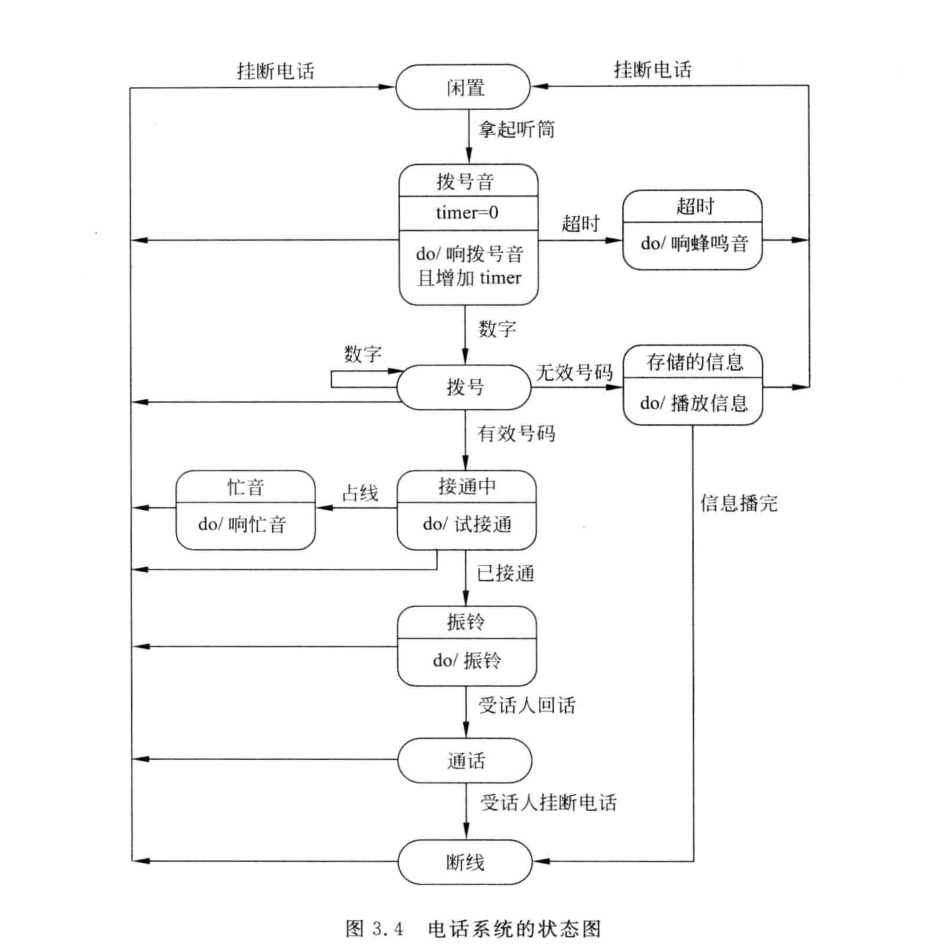 挂断电话
闲置
挂断电话
拿起听筒
拨号音
timer=0
do/ 响拨号音
且增加 timer
超时
超时
do/ 响蜂鸣音
数字
数字
拨号
无效号码
存储的信息
do/ 播放信息
有效号码
忙音
do/ 响忙音
占线
接通中
do/ 试接通
信息播完
已接通
振铃
do/ 振铃
受话人回话
通话
受话人挂断电话
断线
图 3.4 电话系统的状态图